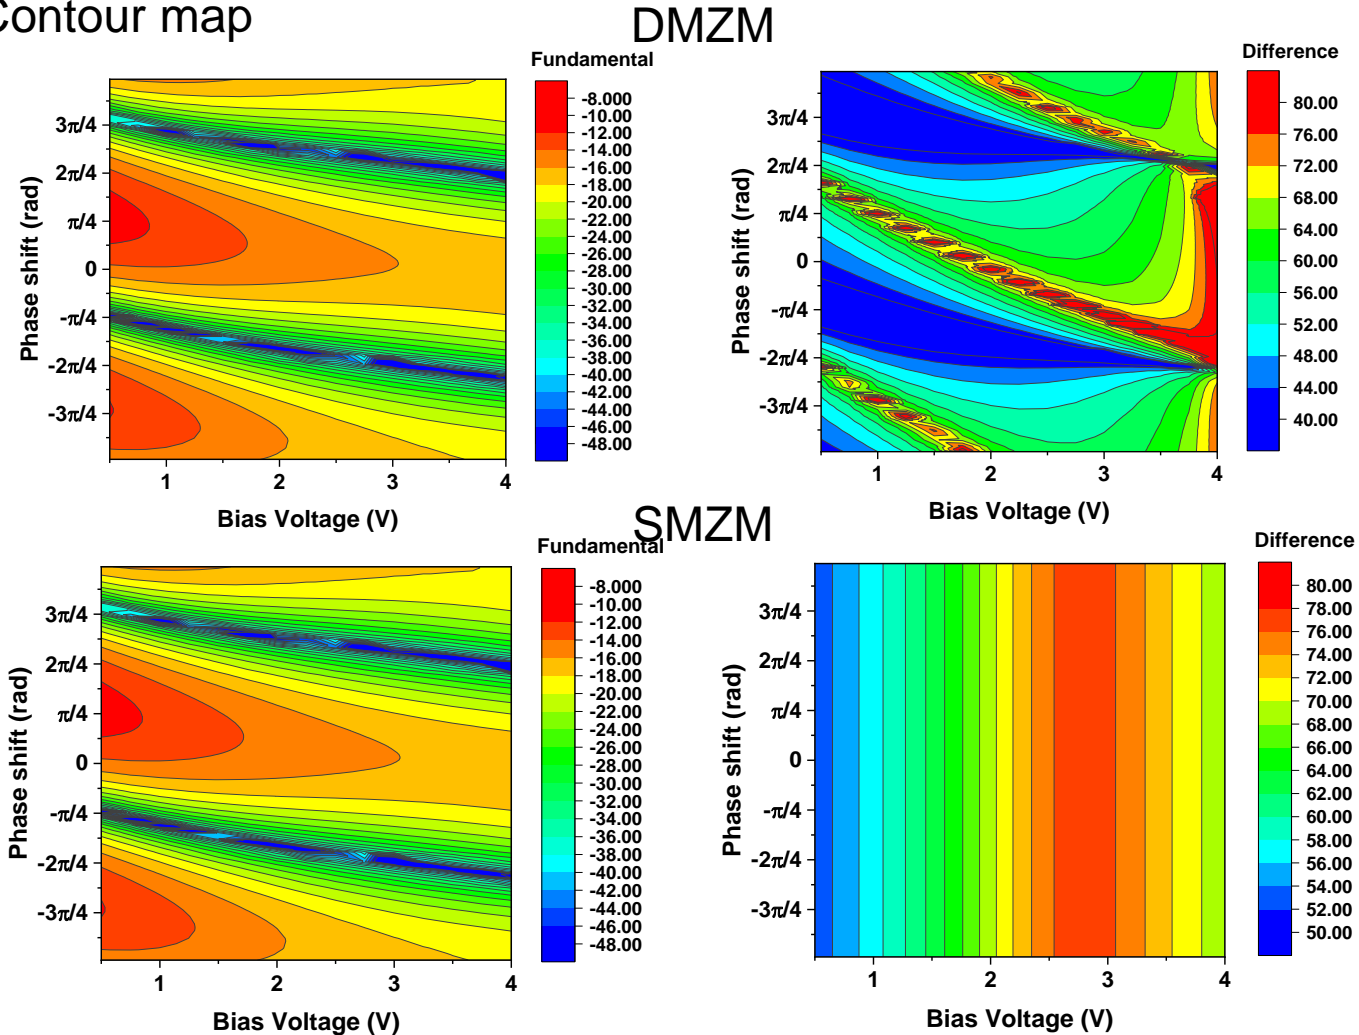 Contour map
DMZM
Fundamental
-8.000
-10.00
-12.00
-14.00
-16.00
-18.00
-20.00
-22.00
-24.00
-26.00
-28.00
-30.00
-32.00
-34.00
-36.00
-38.00
-40.00
-42.00
-44.00
-46.00
-48.00
Phase shift (rad)
3π/4
2π/4
π/4
0
-π/4
-2π/4
-3π/4
1 2 3 4
Bias Voltage (V)
Difference
80.00
76.00
72.00
68.00
64.00
60.00
56.00
52.00
48.00
44.00
40.00
Phase shift (rad)
3π/4
2π/4
π/4
0
-π/4
-2π/4
-3π/4
1 2 3 4
Bias Voltage (V)
SMZM
Fundamental
-8.000
-10.00
-12.00
-14.00
-16.00
-18.00
-20.00
-22.00
-24.00
-26.00
-28.00
-30.00
-32.00
-34.00
-36.00
-38.00
-40.00
-42.00
-44.00
-46.00
-48.00
Phase shift (rad)
3π/4
2π/4
π/4
0
-π/4
-2π/4
-3π/4
1 2 3 4
Bias Voltage (V)
Difference
80.00
78.00
76.00
74.00
72.00
70.00
68.00
66.00
64.00
62.00
60.00
58.00
56.00
54.00
52.00
50.00
Phase shift (rad)
3π/4
2π/4
π/4
0
-π/4
-2π/4
-3π/4
1 2 3 4
Bias Voltage (V)